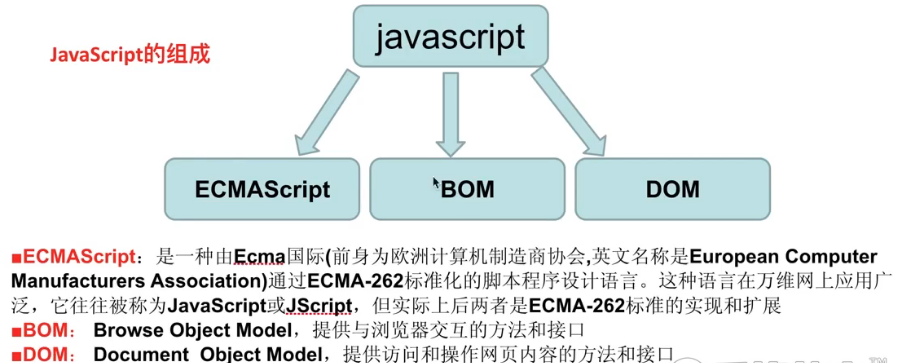 javascript
JavaScript的组成
ECMAScript
BOM
DOM
■ECMAScript：是一种由Ecma国际(前身为欧洲计算机制造商协会,英文名称是European Computer
Manufacturers Association)通过ECMA-262标准化的脚本程序设计语言。这种语言在万维网上应用广
泛，它往往被称为JavaScript或JScript，但实际上后两者是ECMA-262标准的实现和扩展
■BOM： Browse Object Model，提供与浏览器交互的方法和接口
■DOM： Document Object Model，提供访问和操作网页内容的方法和接口